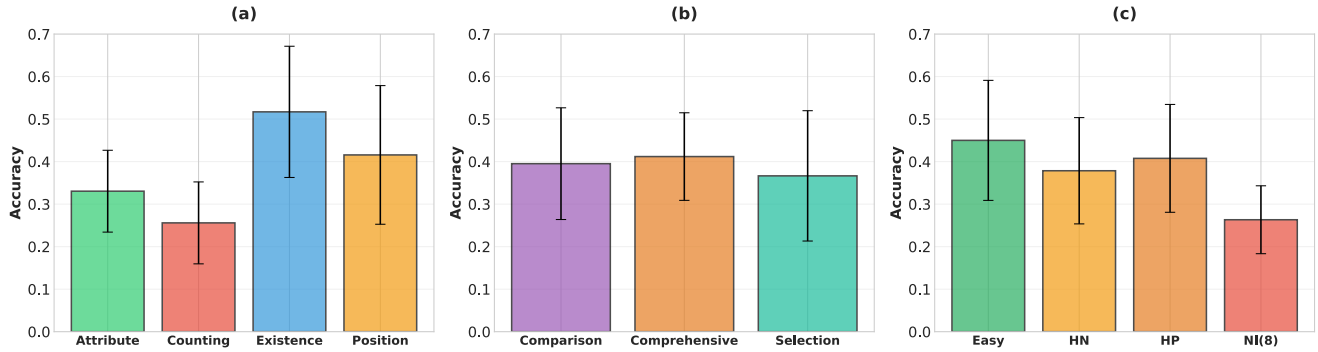 (a)
Accuracy
0.7
0.6
0.5
0.4
0.3
0.2
0.1
0.0
Attribute Counting Existence Position
(b)
Accuracy
0.7
0.6
0.5
0.4
0.3
0.2
0.1
0.0
Comparison Comprehensive Selection
(c)
Accuracy
0.7
0.6
0.5
0.4
0.3
0.2
0.1
0.0
Easy HN HP NI(8)